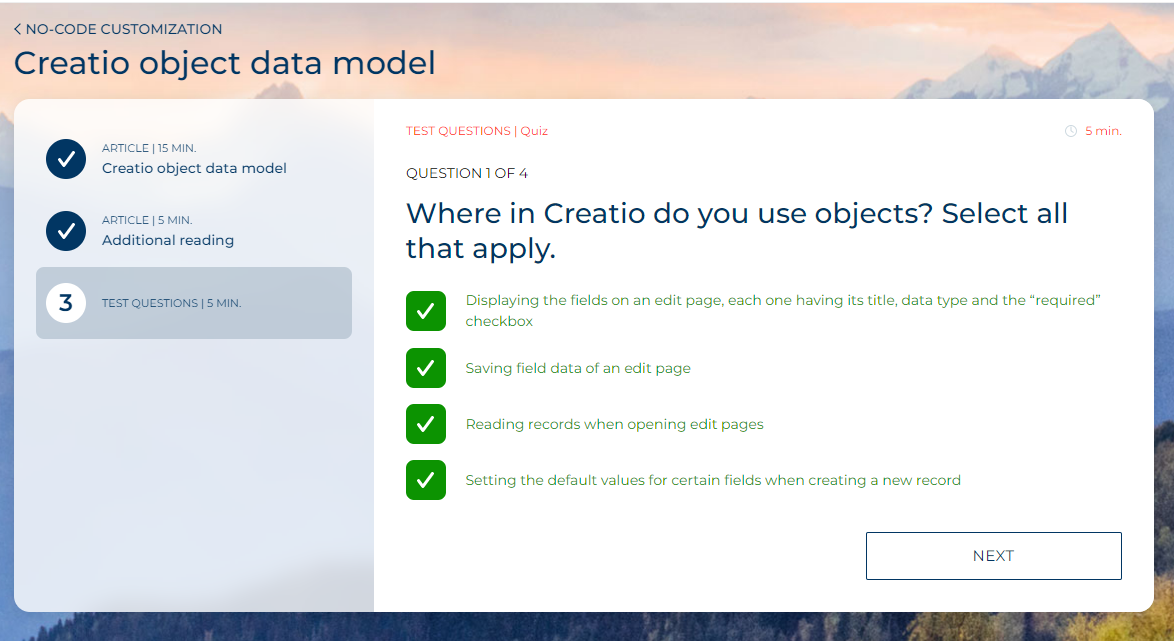 NO-CODE CUSTOMIZATION
Creatio object data model
ARTICLE | 15 MIN.
Creatio object data model
ARTICLE | 5 MIN.
Additional reading
3
TEST QUESTIONS | 5 MIN.
TEST QUESTIONS | Quiz
5 min.
QUESTION 1 OF 4
Where in Creatio do you use objects? Select all
that apply.
Displaying the fields on an edit page, each one having its title, data type and the “required”
checkbox
Saving field data of an edit page
Reading records when opening edit pages
Setting the default values for certain fields when creating a new record
NEXT